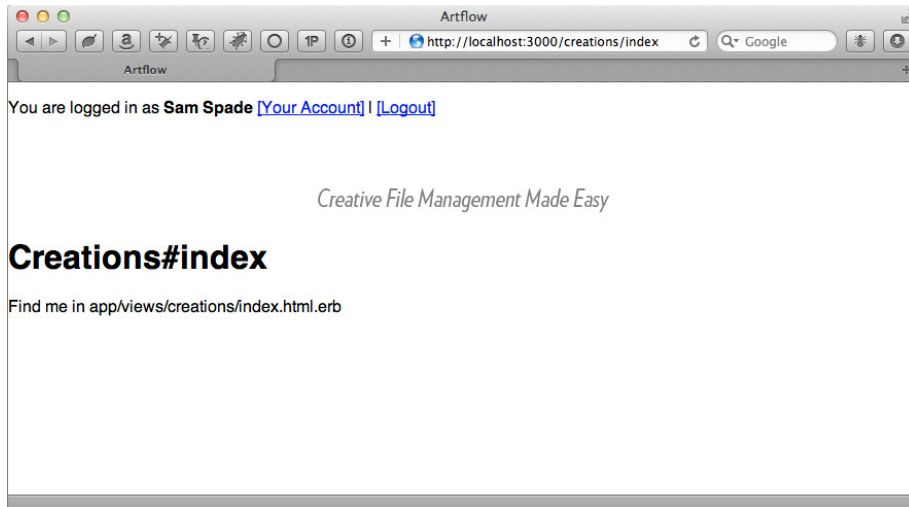 Artflow
1P
+ http://localhost:3000/creations/index
Google
Artflow
You are logged in as Sam Spade [Your Account] | [Logout]
Creative File Management Made Easy
Creations#index
Find me in app/views/creations/index.html.erb